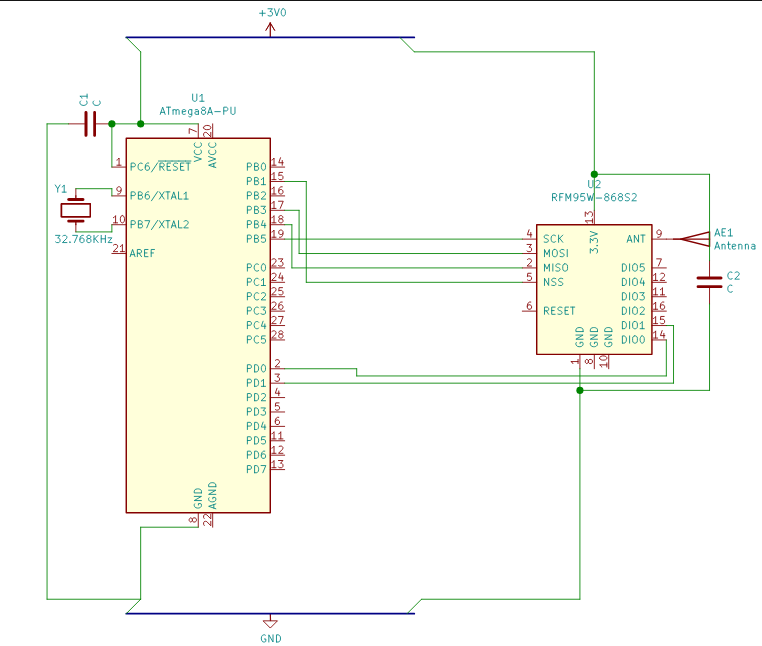 +3V0
C1
C
U1
ATmega8A-PU
7
20
VCC
AVCC
1
PC6/RESET
Y1
9
PB6/XTAL1
10
PB7/XTAL2
32.768KHz
21
AREF
PB0
14
PB1
15
PB2
16
PB3
17
PB4
18
PB5
19
PC0
23
PC1
24
PC2
25
PC3
26
PC4
27
PC5
28
PD0
2
PD1
3
PD2
4
PD3
5
PD4
6
PD5
11
PD6
12
PD7
13
GND
AGND
8
22
U2
RFM95W-868S2
13
3.3V
4
SCK
3
MOSI
2
MISO
5
NSS
6
RESET
ANT
9
DIO5
7
DIO4
12
DIO3
11
DIO2
16
DIO1
15
DIO0
14
GND
GND
GND
1
8
10
AE1
Antenna
C2
C
GND